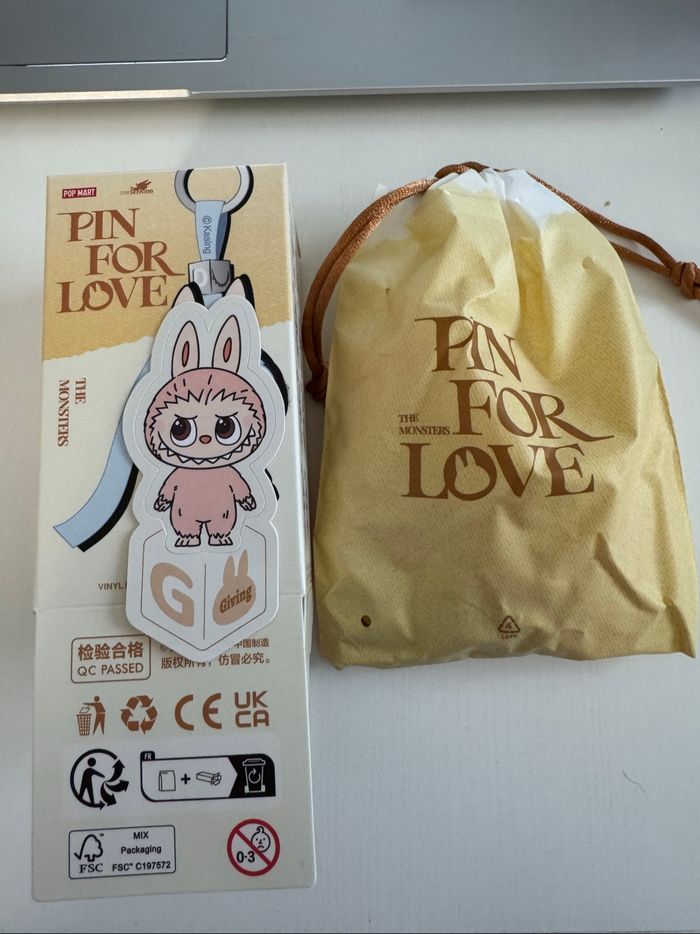 POP MART
THE MONSTERS
PIN
FOR
LOVE
©Kasing
THE
MONSTERS
G
Giving
VINYL
检验合格
QC PASSED
中国制造
版权所有，仿冒必究。
CE
UK
CA
FR
MIX
Packaging
FSC
FSC™ C197572
0-3
PIN
FOR
THE
MONSTERS
LOVE
4
LDPE